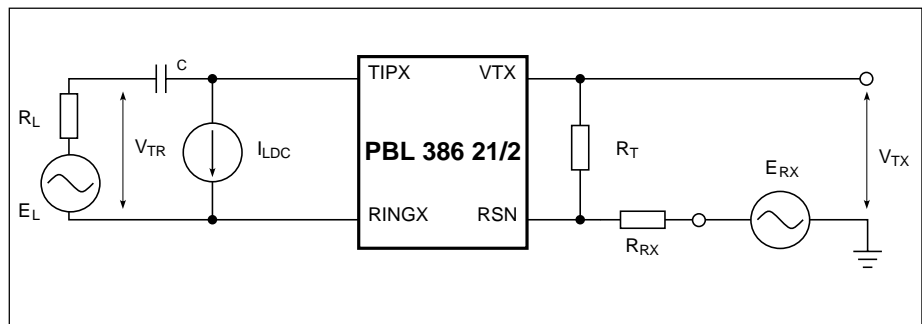 C
TIPX
VTX
R_L
V_TR
I_LDC
PBL 386 21/2
R_T
V_TX
E_RX
E_L
RINGX
RSN
R_RX